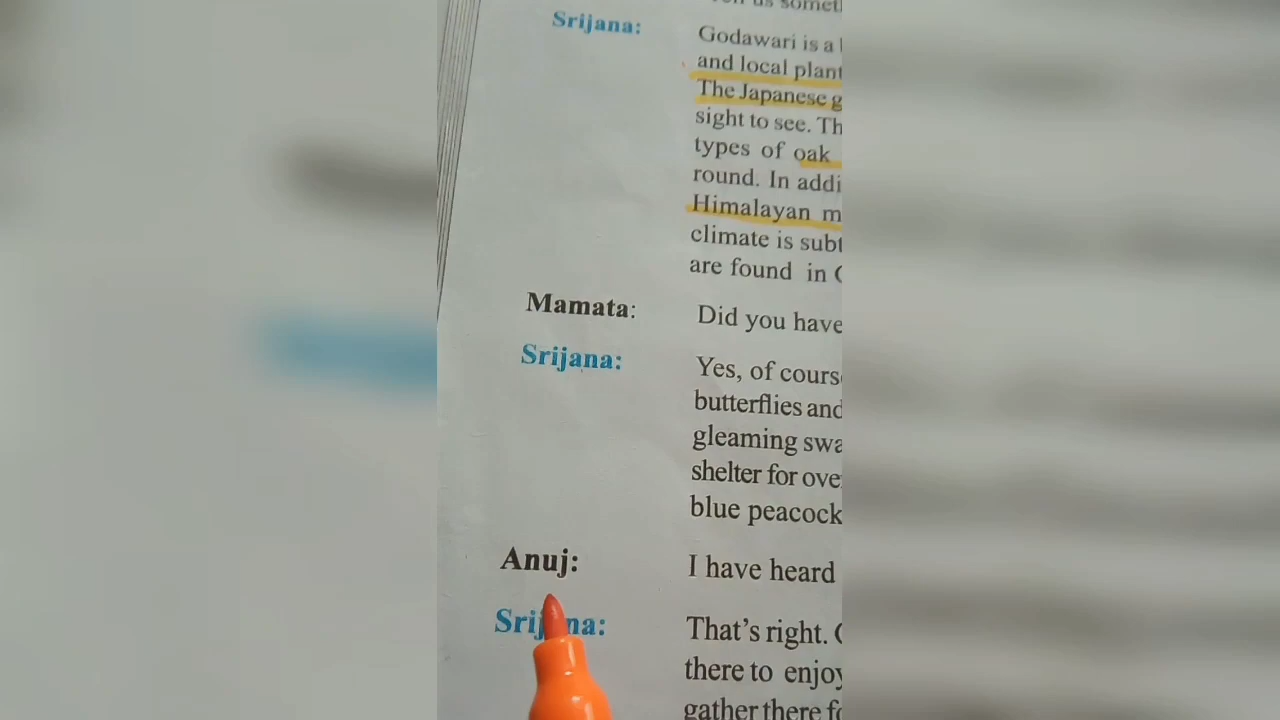 Srijana: Godawari is a
and local plant
The Japanese g
sight to see. Th
types of oak
round. In addi
Himalayan m
climate is subt
are found in
Mamata: Did you have
Srijana: Yes, of cours
butterflies and
gleaming swa
shelter for ove
blue peacock
Anuj: I have heard
Srijana: That's right.
there to enjoy
gather there fo